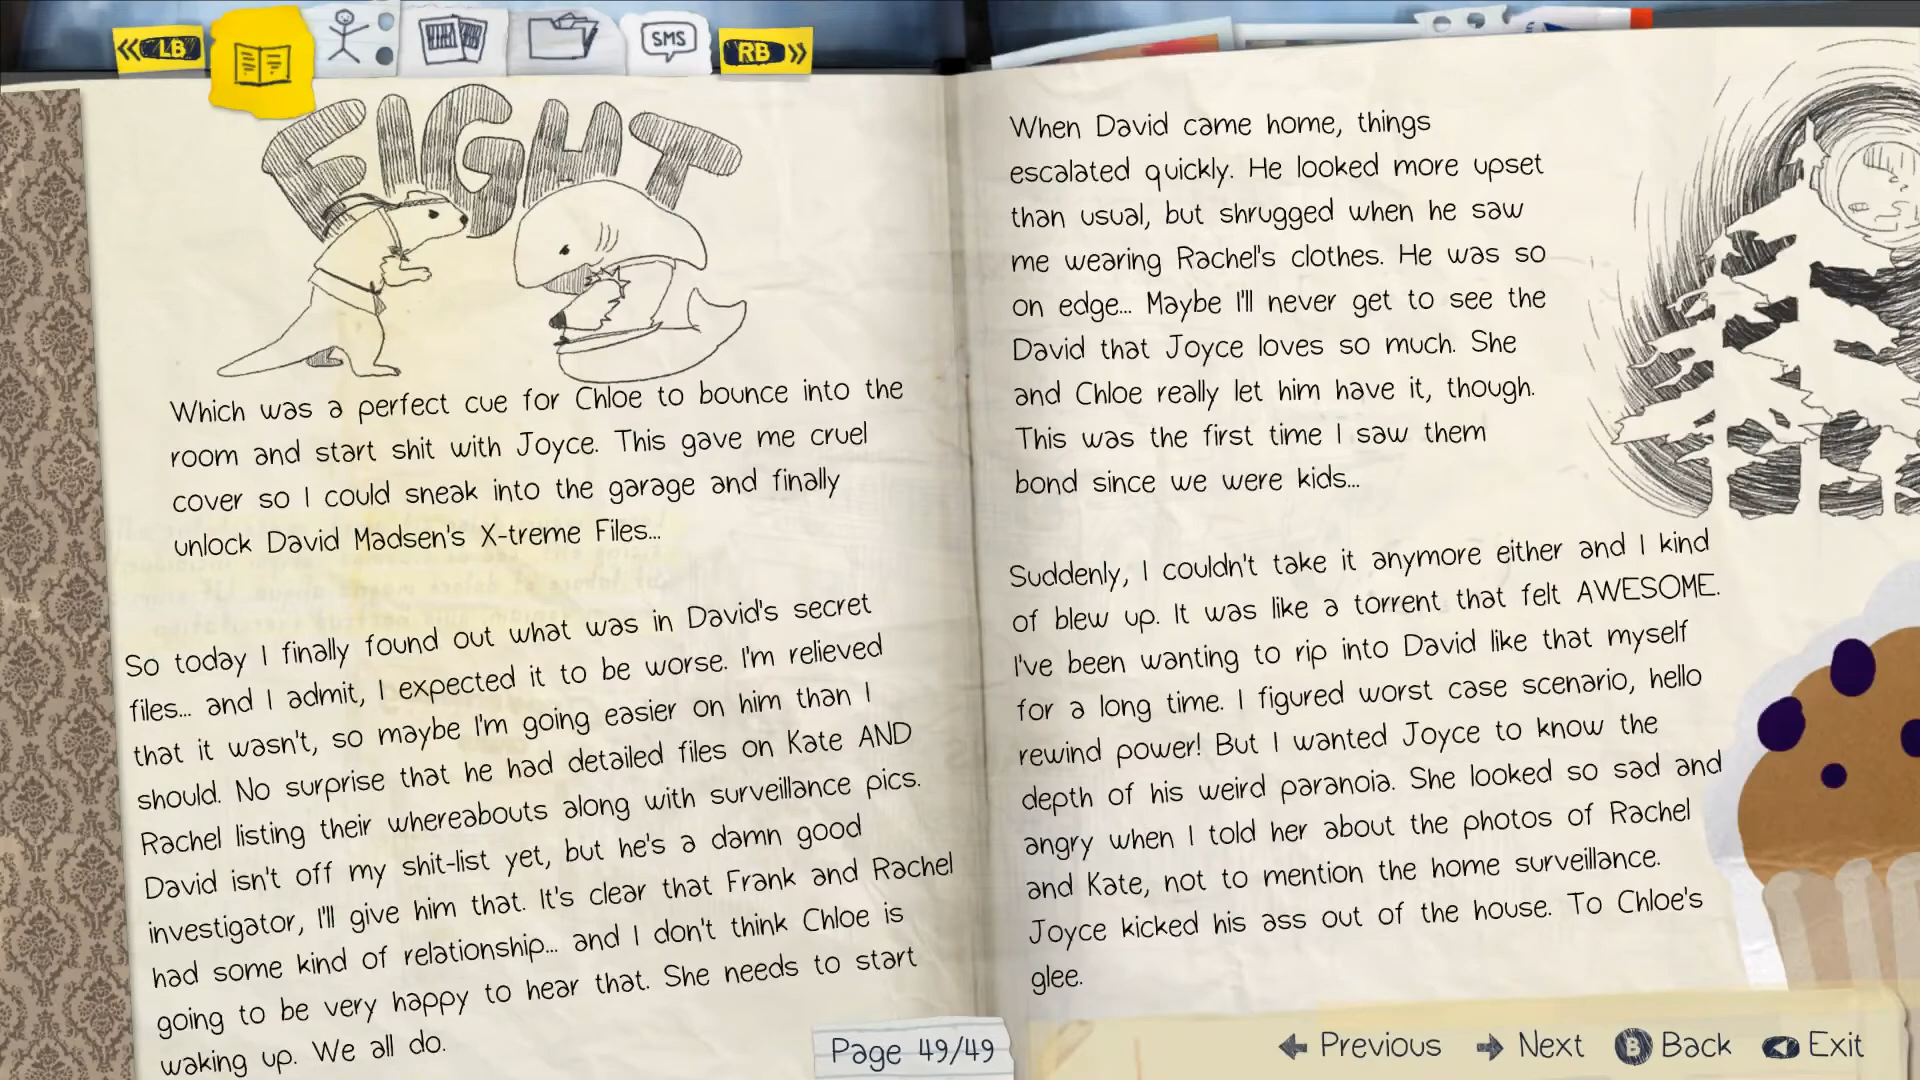 LB
SMS
RB
FIGHT
Which was a perfect cue for Chloe to bounce into the
room and start shit with Joyce. This gave me cruel
cover so I could sneak into the garage and finally
unlock David Madsen's X-treme Files...
So today I finally found out what was in David's secret
files... and I admit, I expected it to be worse. I'm relieved
that it wasn't, so maybe I'm going easier on him than I
should. No surprise that he had detailed files on Kate AND
Rachel listing their whereabouts along with surveillance pics.
David isn't off my shit-list yet, but he's a damn good
investigator, I'll give him that. It's clear that Frank and Rachel
had some kind of relationship... and I don't think Chloe is
going to be very happy to hear that. She needs to start
waking up. We all do.
When David came home, things
escalated quickly. He looked more upset
than usual, but shrugged when he saw
me wearing Rachel's clothes. He was so
on edge... Maybe I'll never get to see the
David that Joyce loves so much. She
and Chloe really let him have it, though.
This was the first time I saw them
bond since we were kids...
Suddenly, I couldn't take it anymore either and I kind
of blew up. It was like a torrent that felt AWESOME.
I've been wanting to rip into David like that myself
for a long time. I figured worst case scenario, hello
rewind power! But I wanted Joyce to know the
depth of his weird paranoia. She looked so sad and
angry when I told her about the photos of Rachel
and Kate, not to mention the home surveillance.
Joyce kicked his ass out of the house. To Chloe's
glee.
Page 49/49
Previous
Next
B Back
Exit